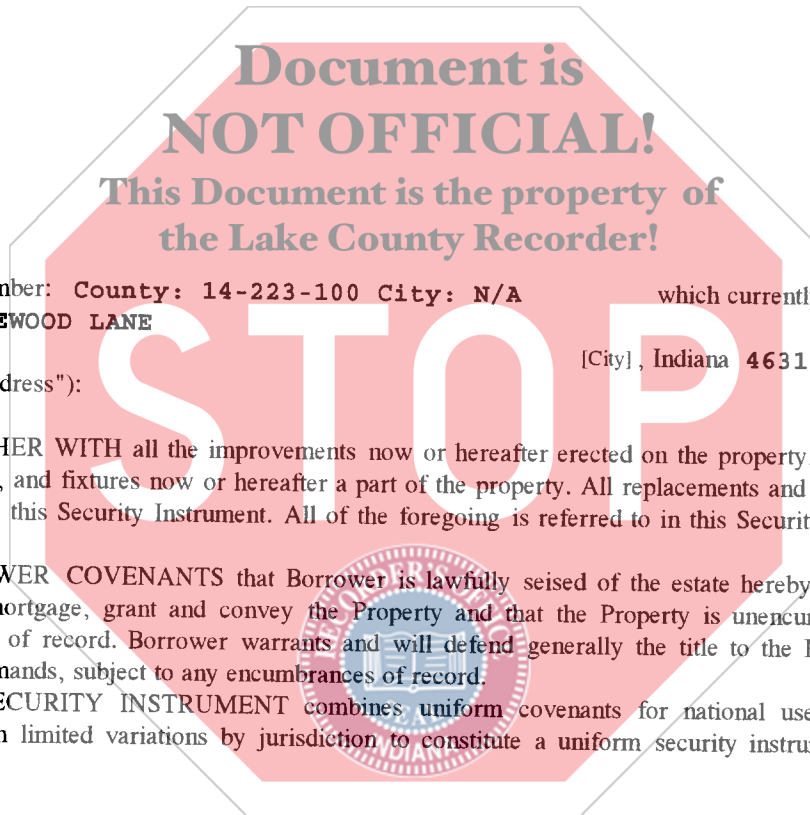 Document is
NOT OFFICIAL!
This Document is the property of
the Lake County Recorder!
nber: County: 14-223-100 City: N/A which currentl
EWOOD LANE
[City] , Indiana 4631
dress"):
STOP
HER WITH all the improvements now or hereafter erected on the property
, and fixtures now or hereafter a part of the property. All replacements and
this Security Instrument. All of the foregoing is referred to in this Securit
WER COVENANTS that Borrower is lawfully seised of the estate hereby
ortgage, grant and convey the Property and that the Property is unencur
of record. Borrower warrants and will defend generally the title to the
mands, subject to any encumbrances of record.
ECURITY INSTRUMENT combines uniform covenants for national use
n limited variations by jurisdiction to constitute a uniform security instru
RECORDER'S OFFICE
SEAL
INDIANA